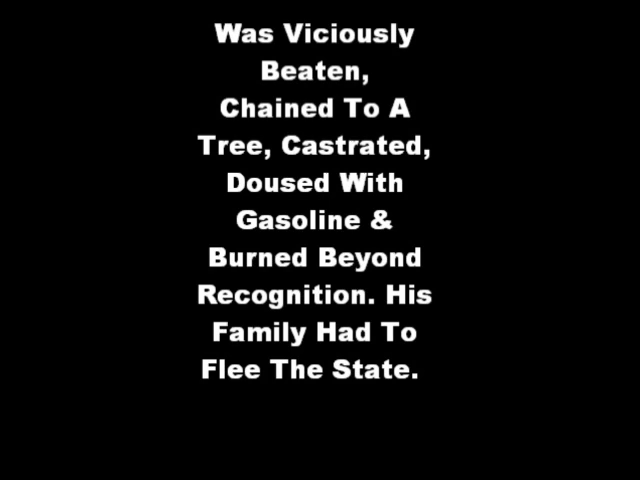 Was Viciously
Beaten,
Chained To A
Tree, Castrated,
Doused With
Gasoline &
Burned Beyond
Recognition. His
Family Had To
Flee The State.